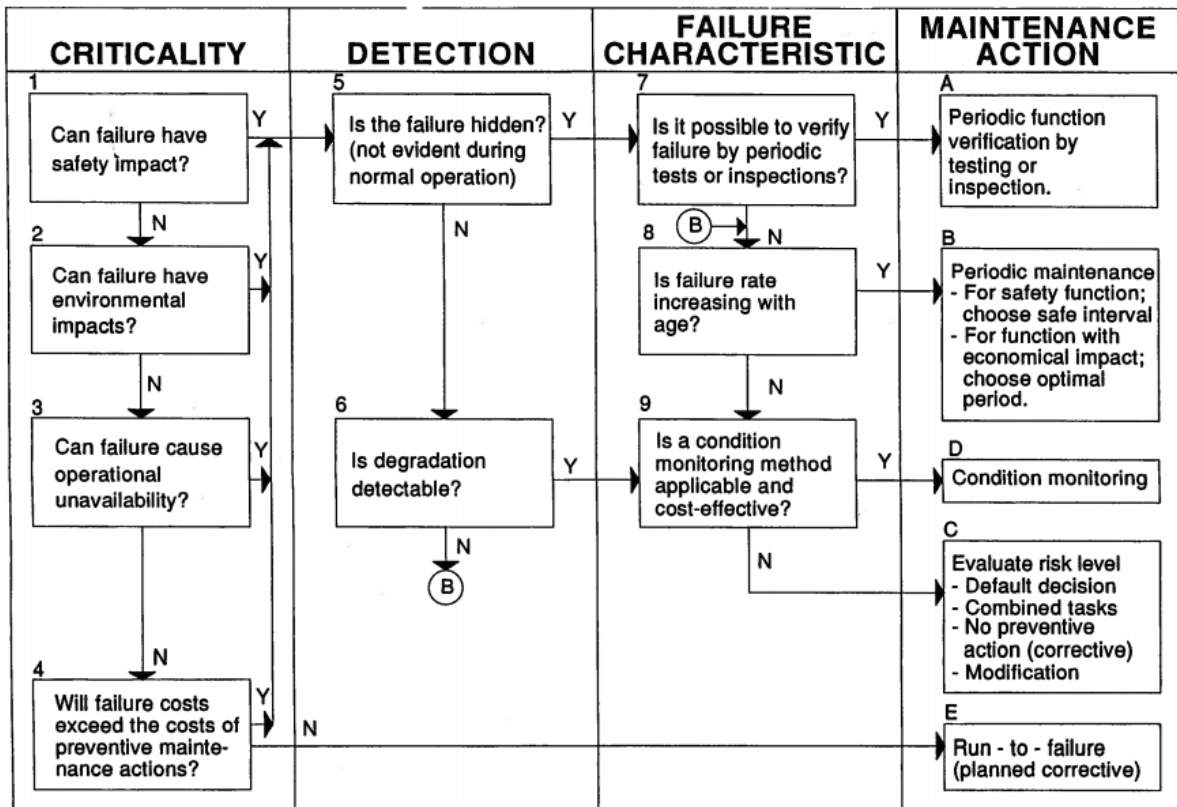 CRITICALITY
DETECTION
FAILURE
CHARACTERISTIC
MAINTENANCE
ACTION
1
Can failure have
safety impact?
Y
N
2
Can failure have
environmental
impacts?
Y
N
3
Can failure cause
operational
unavailability?
Y
N
4
Will failure costs
exceed the costs of
preventive mainte-
nance actions?
Y
N
5
Is the failure hidden?
(not evident during
normal operation)
Y
N
6
Is degradation
detectable?
Y
N
B
7
Is it possible to verify
failure by periodic
tests or inspections?
Y
B
N
8
Is failure rate
increasing with
age?
Y
N
9
Is a condition
monitoring method
applicable and
cost-effective?
Y
N
A
Periodic function
verification by
testing or
inspection.
B
Periodic maintenance
- For safety function;
choose safe interval
- For function with
economical impact;
choose optimal
period.
D
Condition monitoring
C
Evaluate risk level
- Default decision
- Combined tasks
- No preventive
action (corrective)
- Modification
E
Run - to - failure
(planned corrective)